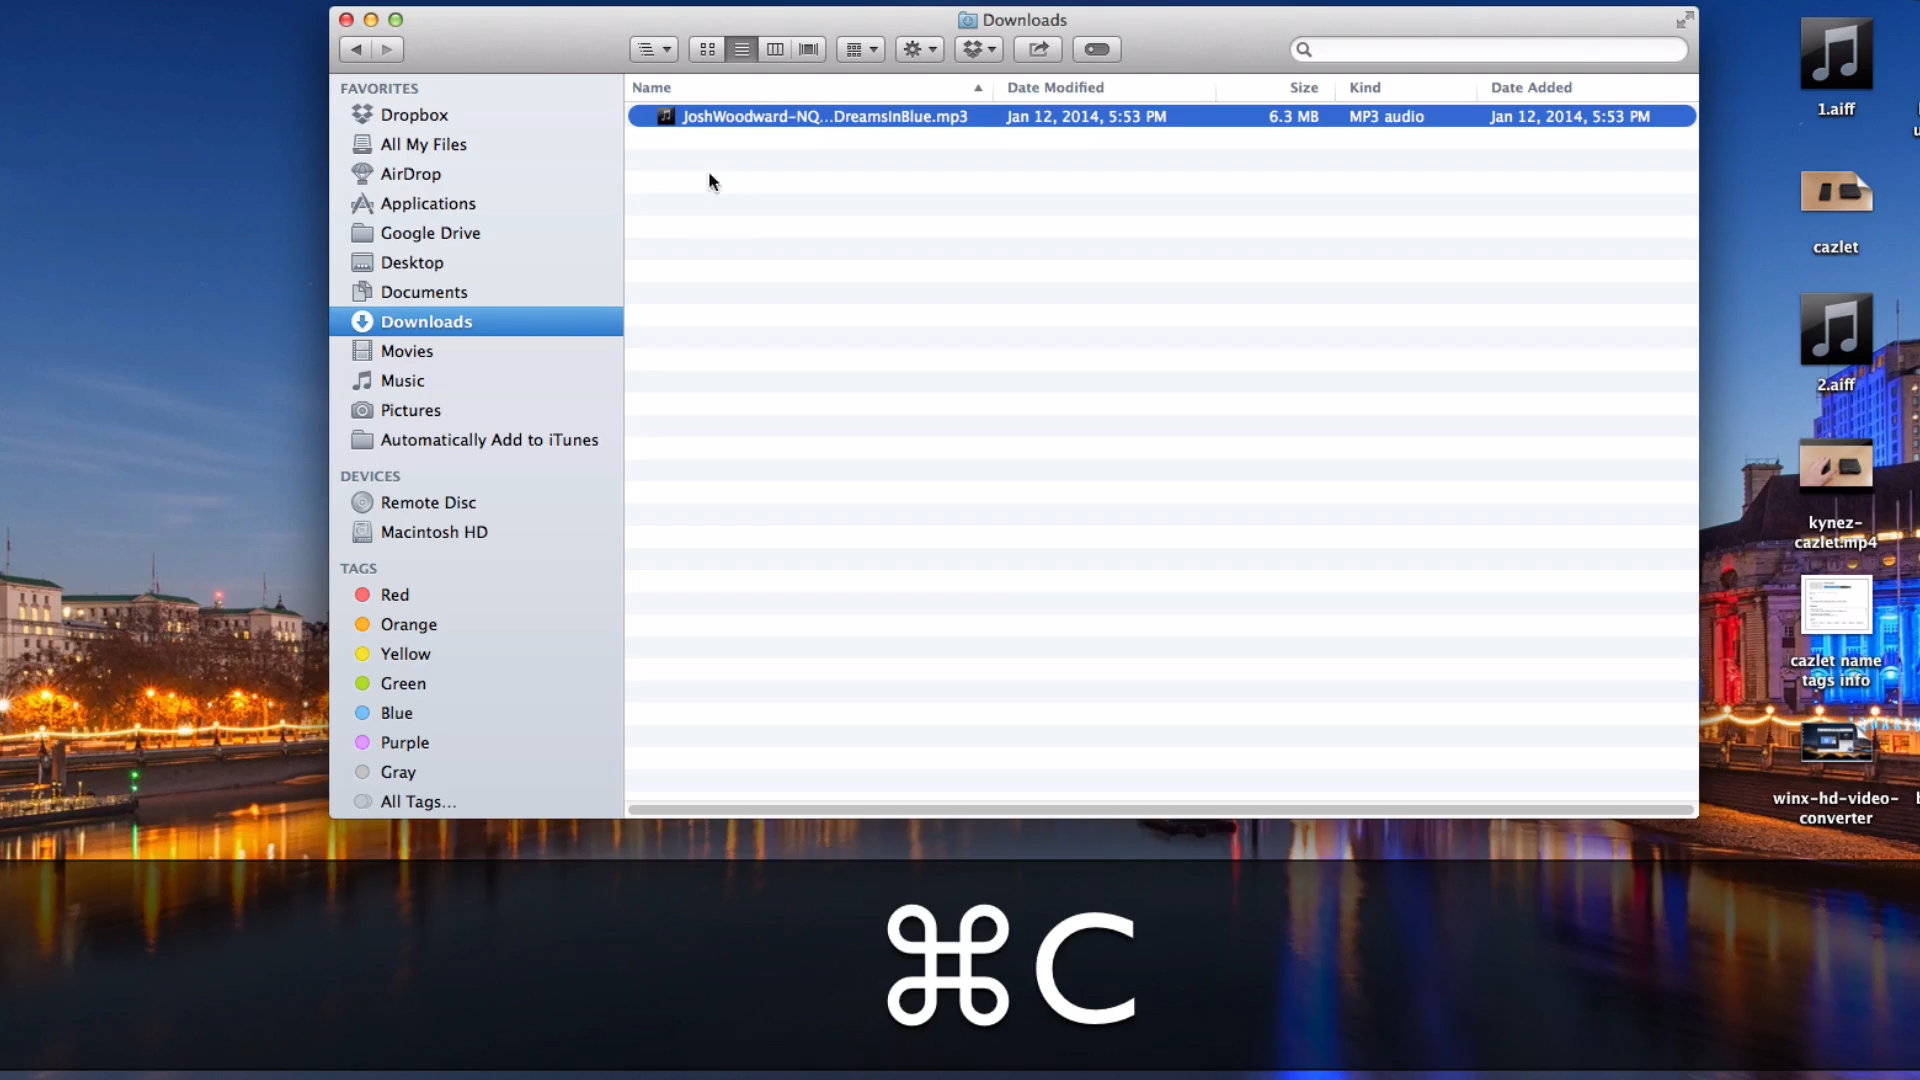 Downloads
FAVORITES
Dropbox
All My Files
AirDrop
Applications
Google Drive
Desktop
Documents
Downloads
Movies
Music
Pictures
Automatically Add to iTunes
DEVICES
Remote Disc
Macintosh HD
TAGS
Red
Orange
Yellow
Green
Blue
Purple
Gray
All Tags...
Name Date Modified Size Kind Date Added
JoshWoodward-NQ...DreamsInBlue.mp3 Jan 12, 2014, 5:53 PM 6.3 MB MP3 audio Jan 12, 2014, 5:53 PM
1.aiff
cazlet
2.aiff
kynez-
cazlet.mp4
cazlet name
tags info
winx-hd-video-
converter
⌘C